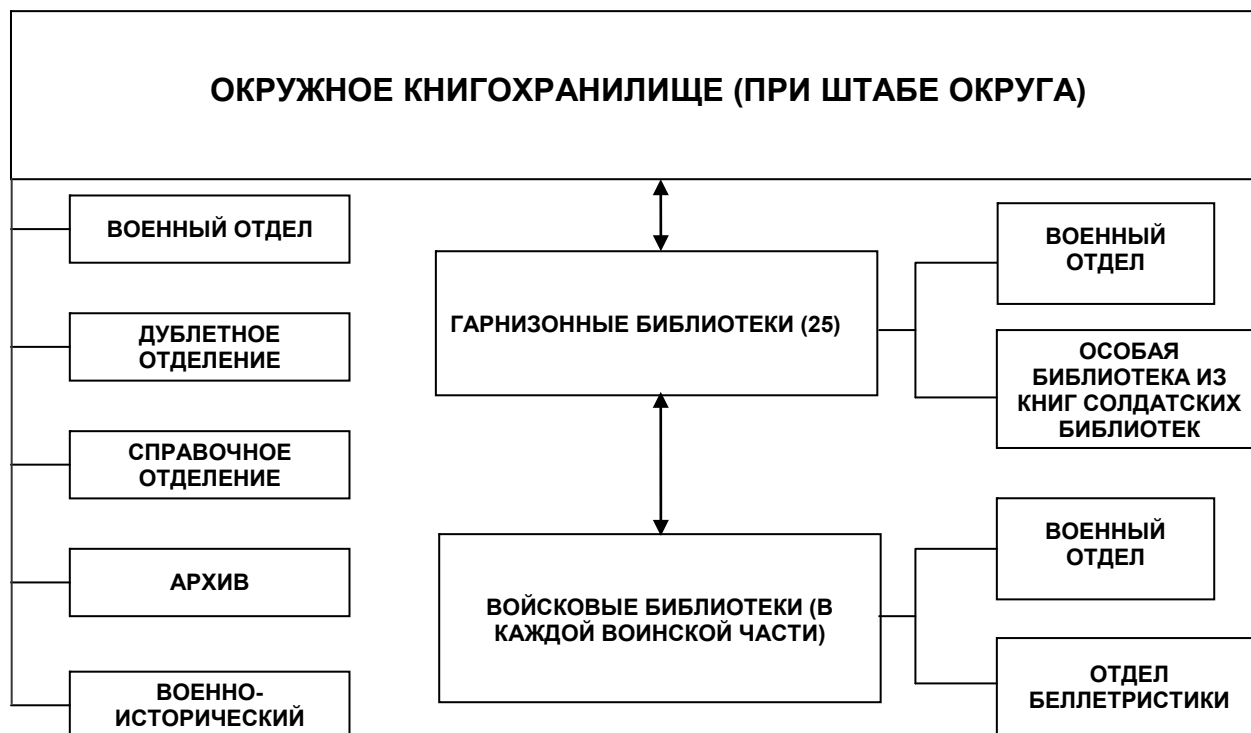 ОКРУЖНОЕ КНИГОХРАНИЛИЩЕ (ПРИ ШТАБЕ ОКРУГА)
ВОЕННЫЙ ОТДЕЛ
ДУБЛЕТНОЕ
ОТДЕЛЕНИЕ
СПРАВОЧНОЕ
ОТДЕЛЕНИЕ
АРХИВ
ВОЕННО-
ИСТОРИЧЕСКИЙ
ГАРНИЗОННЫЕ БИБЛИОТЕКИ (25)
ВОЕННЫЙ
ОТДЕЛ
ОСОБАЯ
БИБЛИОТЕКА ИЗ
КНИГ СОЛДАТСКИХ
БИБЛИОТЕК
ВОЙСКОВЫЕ БИБЛИОТЕКИ (В
КАЖДОЙ ВОИНСКОЙ ЧАСТИ)
ВОЕННЫЙ
ОТДЕЛ
ОТДЕЛ
БЕЛЛЕТРИСТИКИ